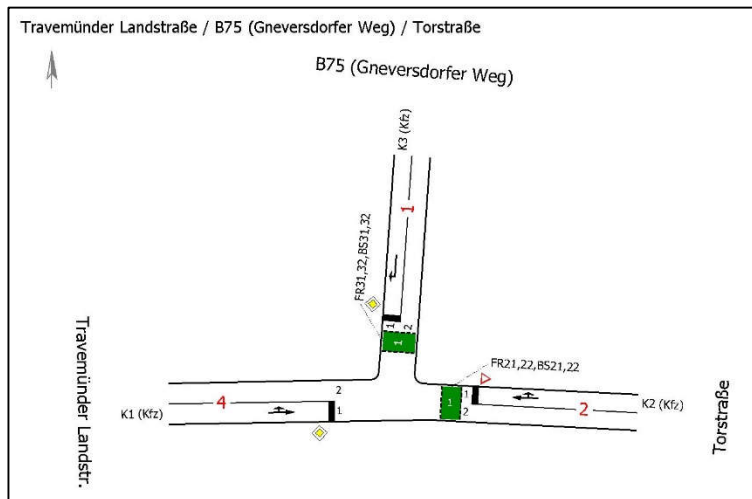 Travemünder Landstraße / B75 (Gneversdorfer Weg) / Torstraße
B75 (Gneversdorfer Weg)
K3 (Kfz)
1
FR31,32,BS31,32
1
2
1
FR21,22,BS21,22
Travemünder
Landstr.
K1 (Kfz)
4
2
1
1
1
2
2
K2 (Kfz)
Torstraße